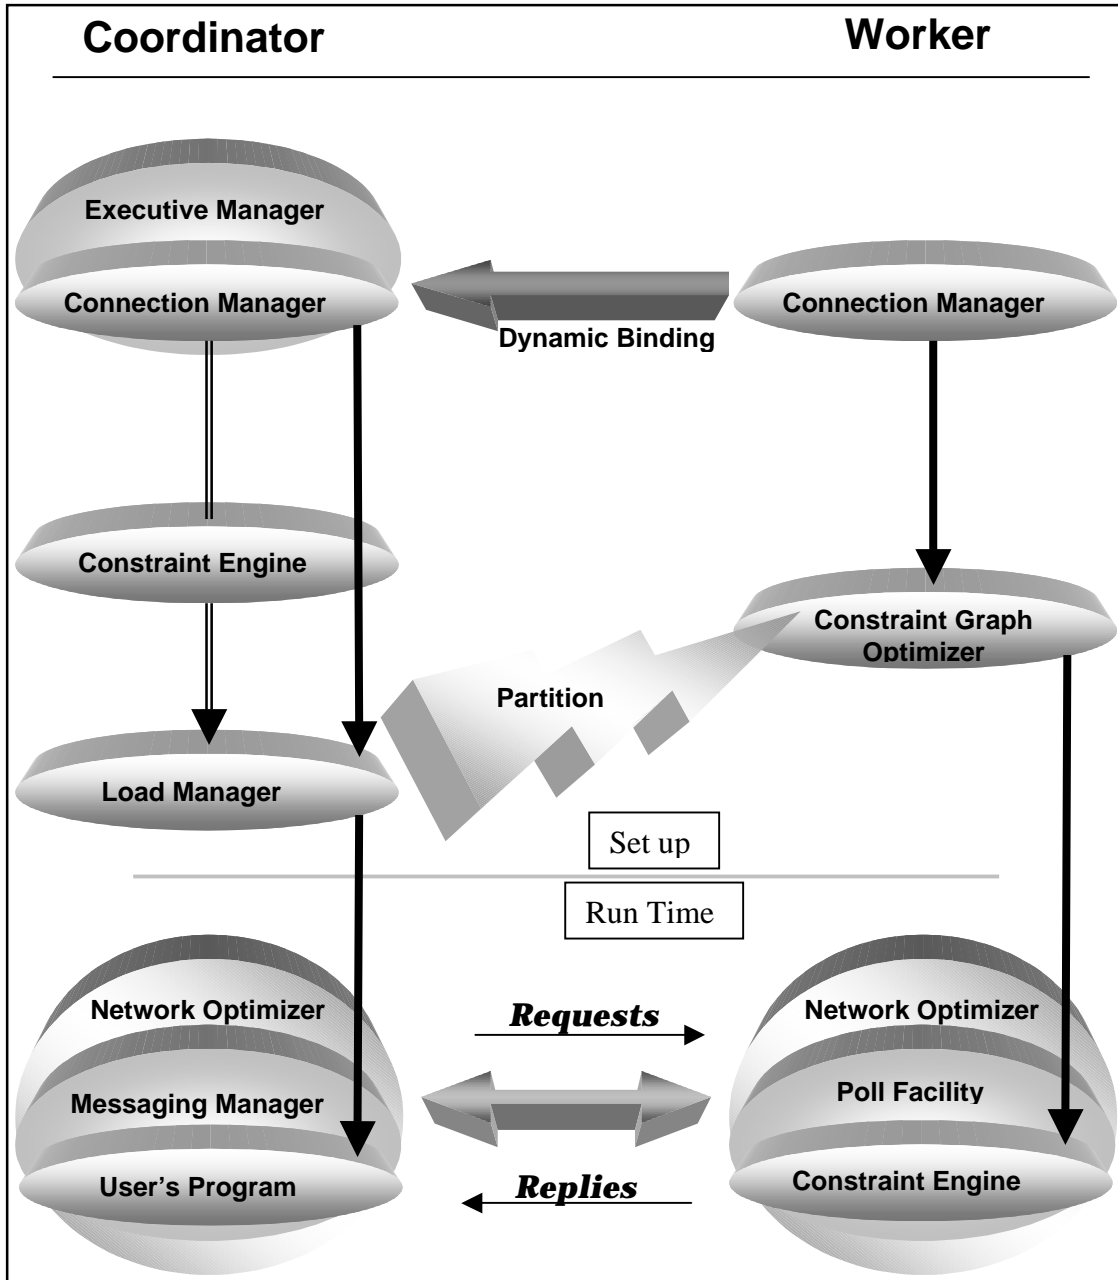 Coordinator
Worker
Executive Manager
Connection Manager
Connection Manager
Dynamic Binding
Constraint Engine
Constraint Graph
Optimizer
Partition
Load Manager
Set up
Run Time
Network Optimizer
Requests
Network Optimizer
Messaging Manager
Poll Facility
User's Program
Replies
Constraint Engine